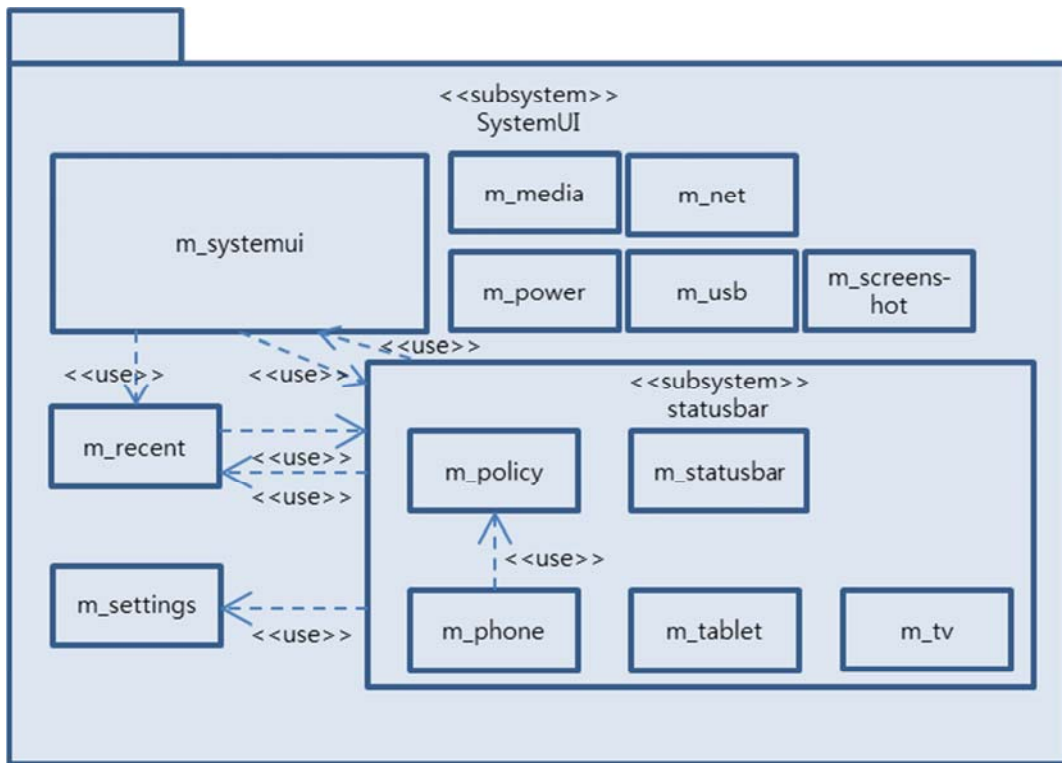 <<subsystem>>
SystemUI
m_systemui
m_media
m_net
m_power
m_usb
m_screens-
hot
<<use>>
<<use>>
<<use>>
<<subsystem>>
statusbar
m_recent
<<use>>
<<use>>
m_policy
m_statusbar
<<use>>
m_settings
<<use>>
m_phone
m_tablet
m_tv